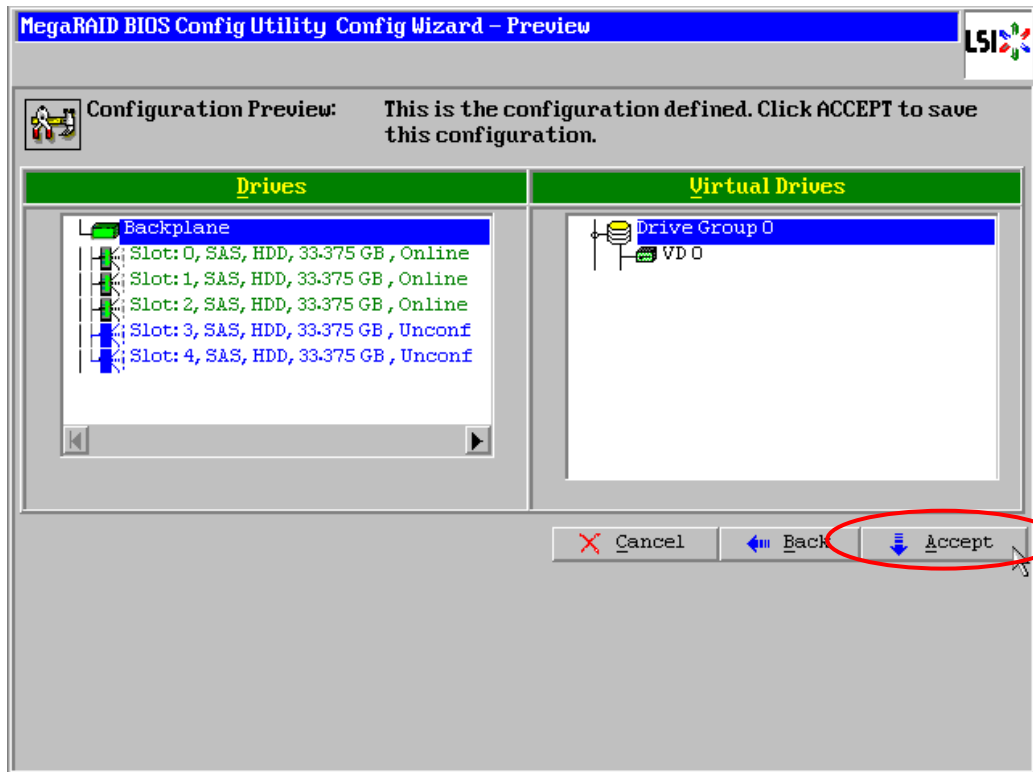 MegaRAID BIOS Config Utility Config Wizard – Preview
LSI
Configuration Preview:
This is the configuration defined. Click ACCEPT to save
this configuration.
Drives
Backplane
Slot: 0, SAS, HDD, 33.375 GB , Online
Slot: 1, SAS, HDD, 33.375 GB , Online
Slot: 2, SAS, HDD, 33.375 GB , Online
Slot: 3, SAS, HDD, 33.375 GB , Unconf
Slot: 4, SAS, HDD, 33.375 GB , Unconf
Virtual Drives
Drive Group 0
VD 0
Cancel
Back
Accept